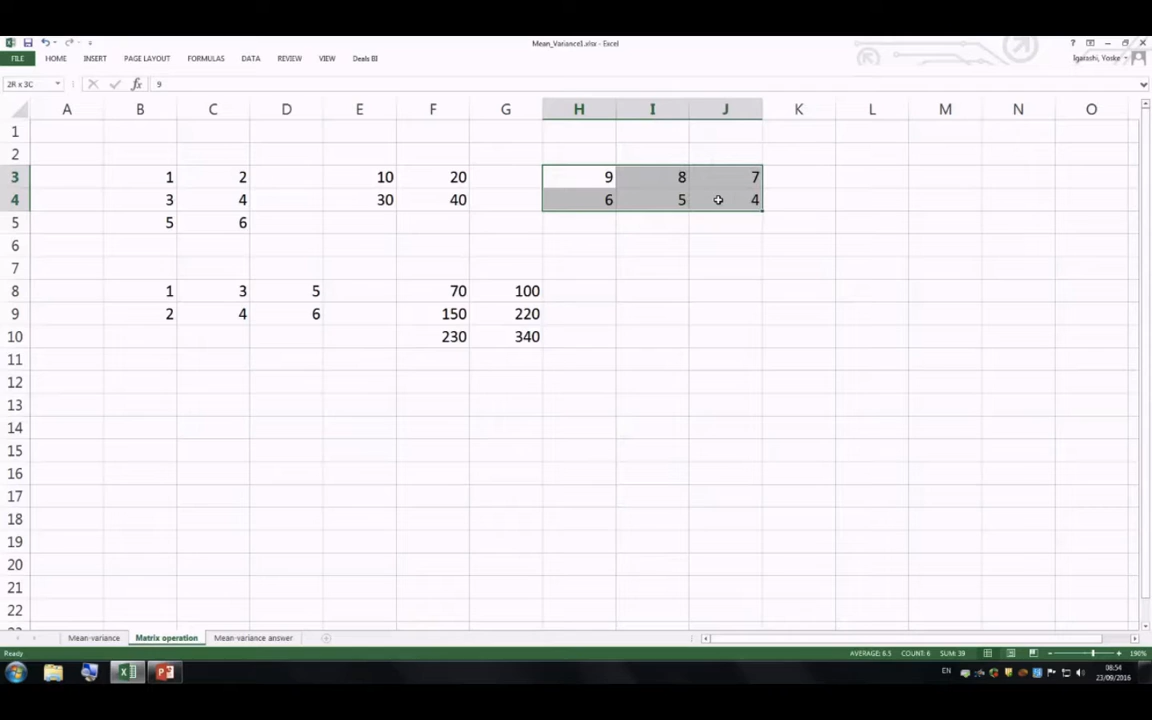 Mean_Variance1.xlsx - Excel
FILE HOME INSERT PAGE LAYOUT FORMULAS DATA REVIEW VIEW Deals BI
Igarashi, Yoske
2R x 3C fx 9
A B C D E F G H I J K L M N O
1
2
3 1 2 10 20 9 8 7
4 3 4 30 40 6 5 4
5 5 6
6
7
8 1 3 5 70 100
9 2 4 6 150 220
10 230 340
11
12
13
14
15
16
17
18
19
20
21
22
Mean-variance Matrix operation Mean-variance answer
Ready AVERAGE: 6.5 COUNT: 6 SUM: 39 190%
EN 08:54
23/09/2016